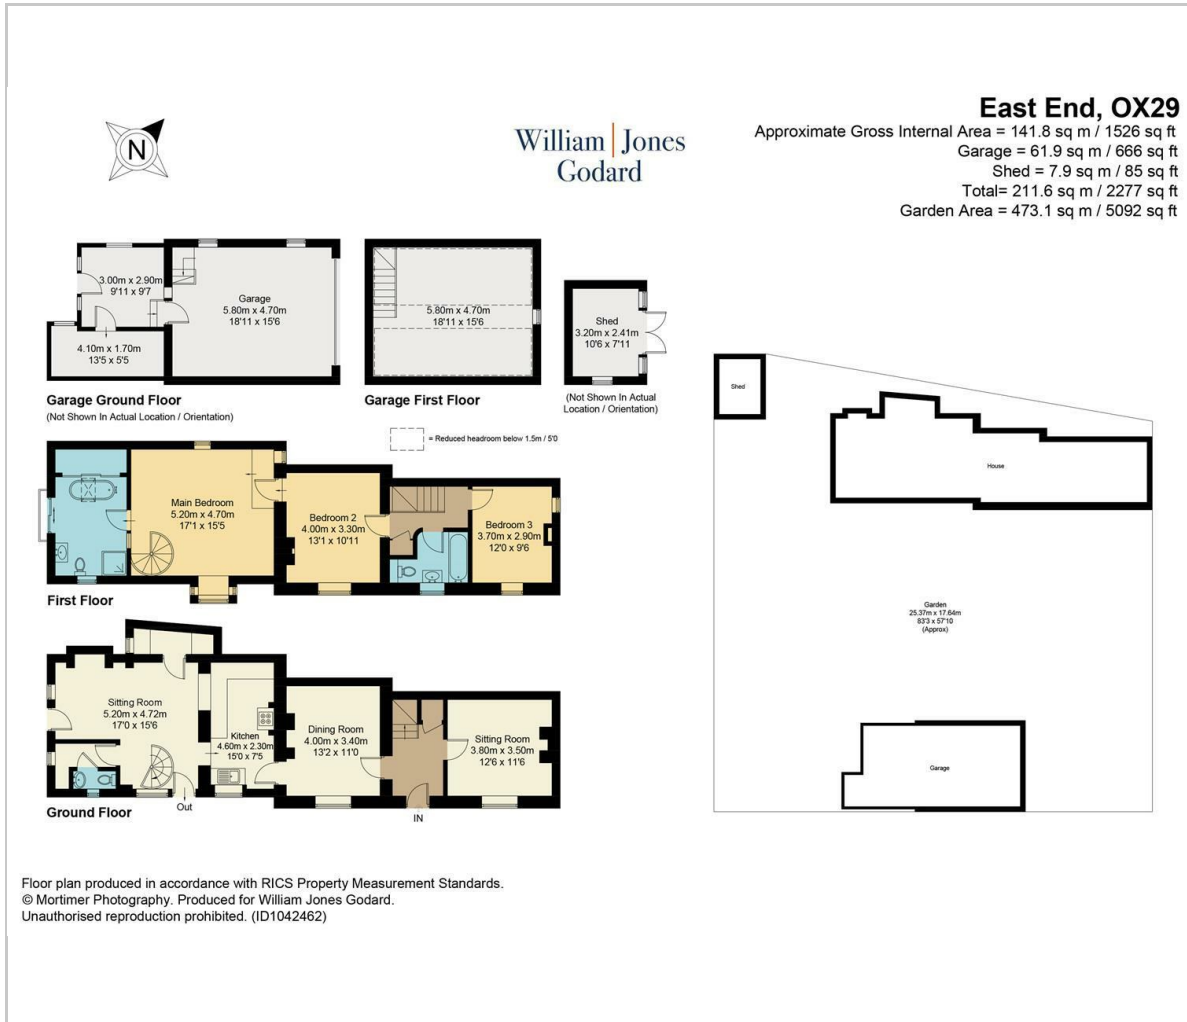 East End, OX29
Approximate Gross Internal Area = 141.8 sq m / 1526 sq ft
Garage = 61.9 sq m / 666 sq ft
Shed = 7.9 sq m / 85 sq ft
Total= 211.6 sq m / 2277 sq ft
Garden Area = 473.1 sq m / 5092 sq ft
N
William Jones
Godard
3.00m x 2.90m
9'11 x 9'7
Garage
5.80m x 4.70m
18'11 x 15'6
4.10m x 1.70m
13'5 x 5'5
Garage Ground Floor
(Not Shown In Actual Location / Orientation)
5.80m x 4.70m
18'11 x 15'6
Garage First Floor
Shed
3.20m x 2.41m
10'6 x 7'11
(Not Shown In Actual
Location / Orientation)
= Reduced headroom below 1.5m / 5'0
Main Bedroom
5.20m x 4.70m
17'1 x 15'5
Bedroom 2
4.00m x 3.30m
13'1 x 10'11
Bedroom 3
3.70m x 2.90m
12'0 x 9'6
First Floor
Sitting Room
5.20m x 4.72m
17'0 x 15'6
Kitchen
4.60m x 2.30m
15'0 x 7'5
Dining Room
4.00m x 3.40m
13'2 x 11'0
Sitting Room
3.80m x 3.50m
12'6 x 11'6
Out
IN
Ground Floor
Shed
House
Garden
25.37m x 17.64m
83'3 x 57'10
(Approx)
Garage
Floor plan produced in accordance with RICS Property Measurement Standards.
© Mortimer Photography. Produced for William Jones Godard.
Unauthorised reproduction prohibited. (ID1042462)